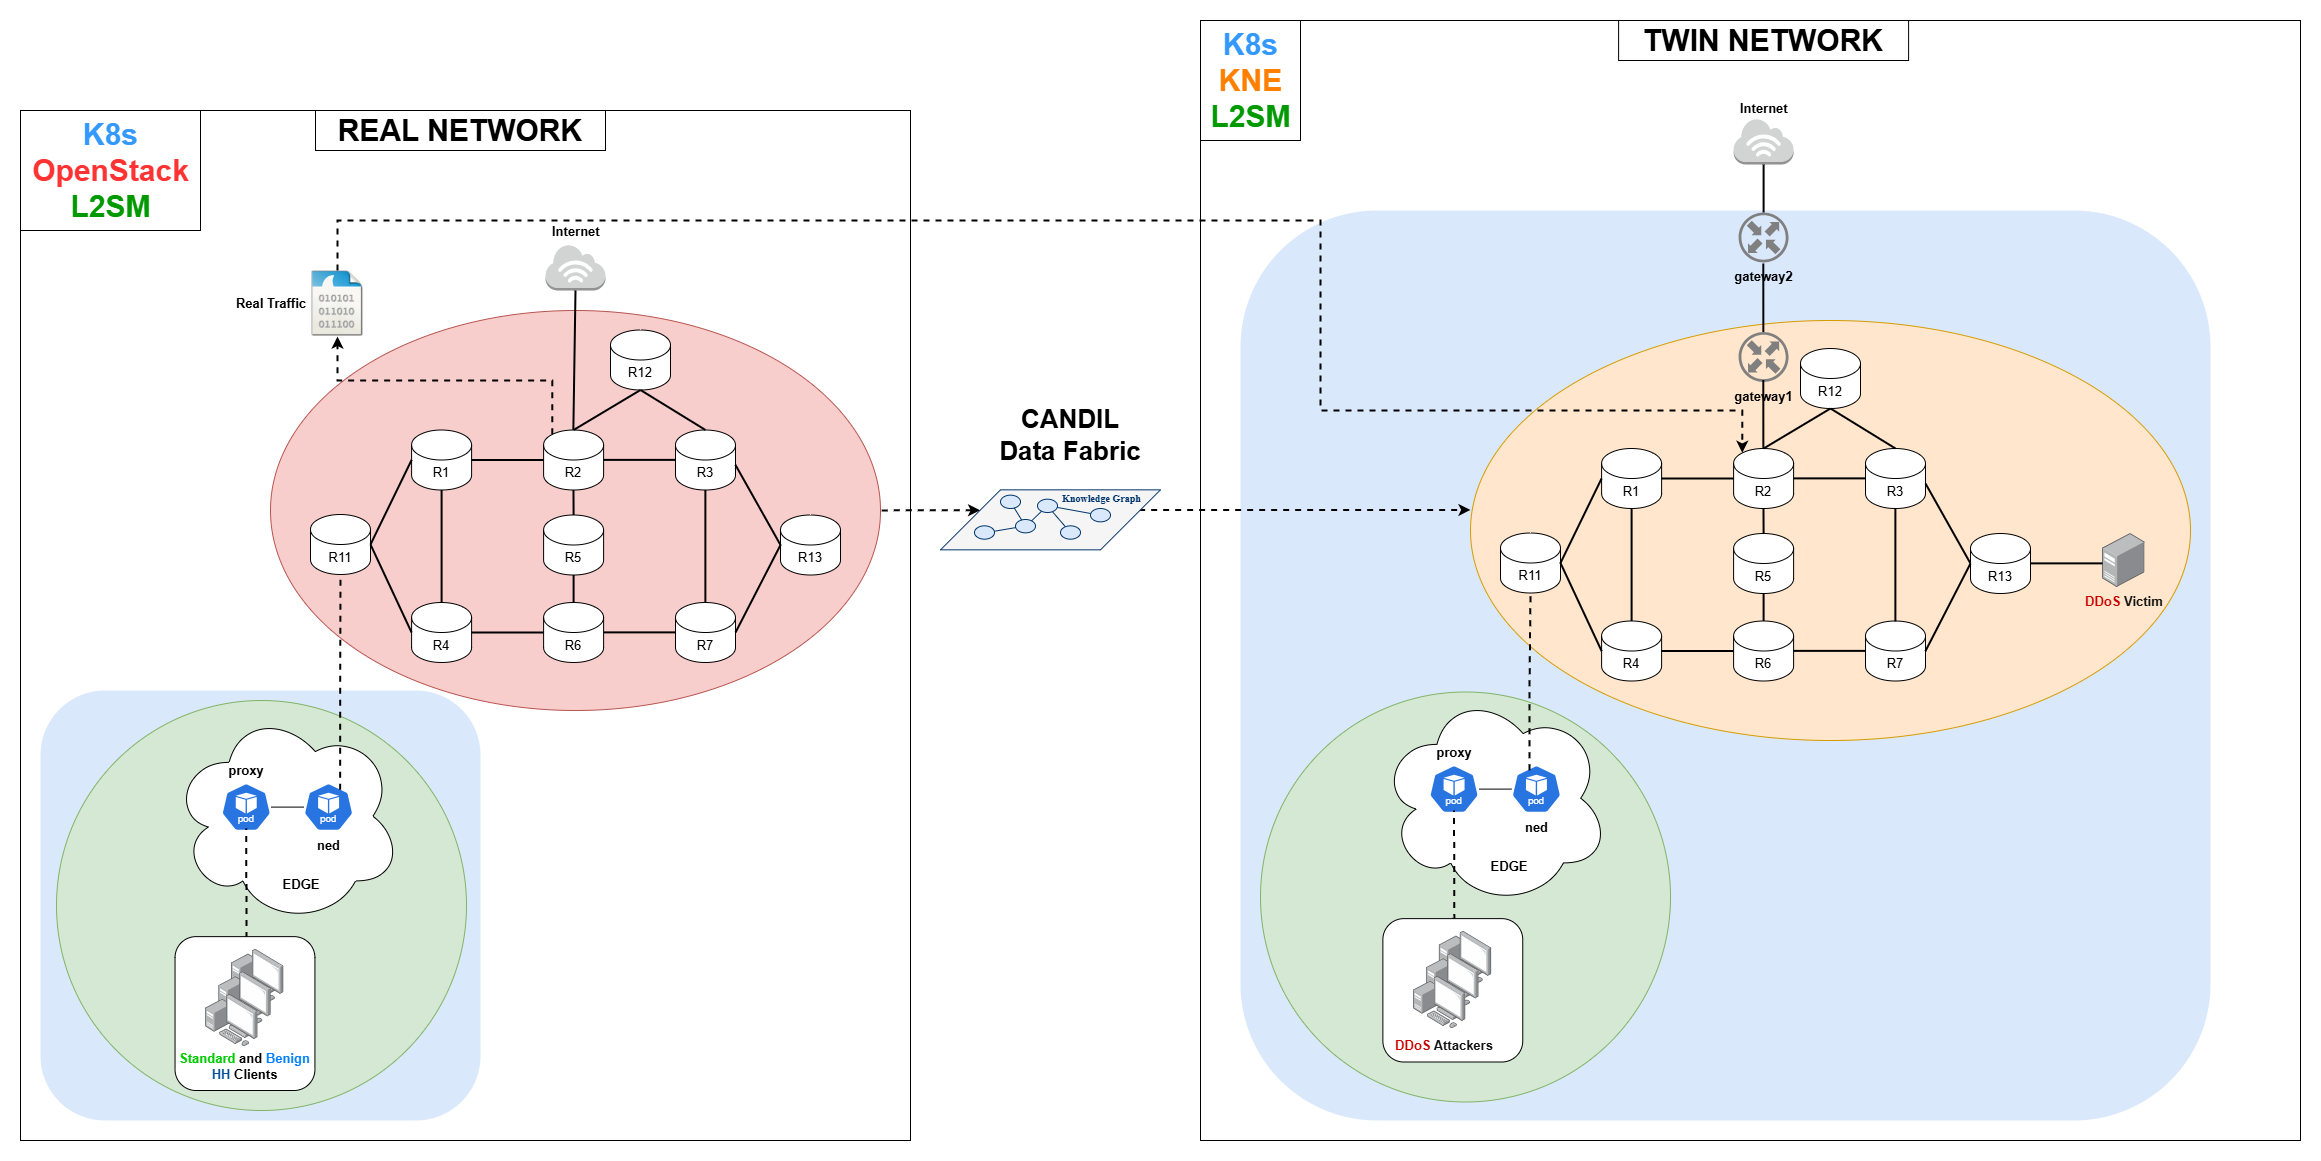 K8s
OpenStack
L2SM
REAL NETWORK
Internet
Real Traffic
010101
011010
011100
R12
R1
R2
R3
R11
R5
R13
R4
R6
R7
proxy
pod
pod
ned
EDGE
Standard and Benign
HH Clients
CANDIL
Data Fabric
Knowledge Graph
K8s
KNE
L2SM
TWIN NETWORK
Internet
gateway2
gateway1
R12
R1
R2
R3
R11
R5
R13
DDoS Victim
R4
R6
R7
proxy
pod
pod
ned
EDGE
DDoS Attackers